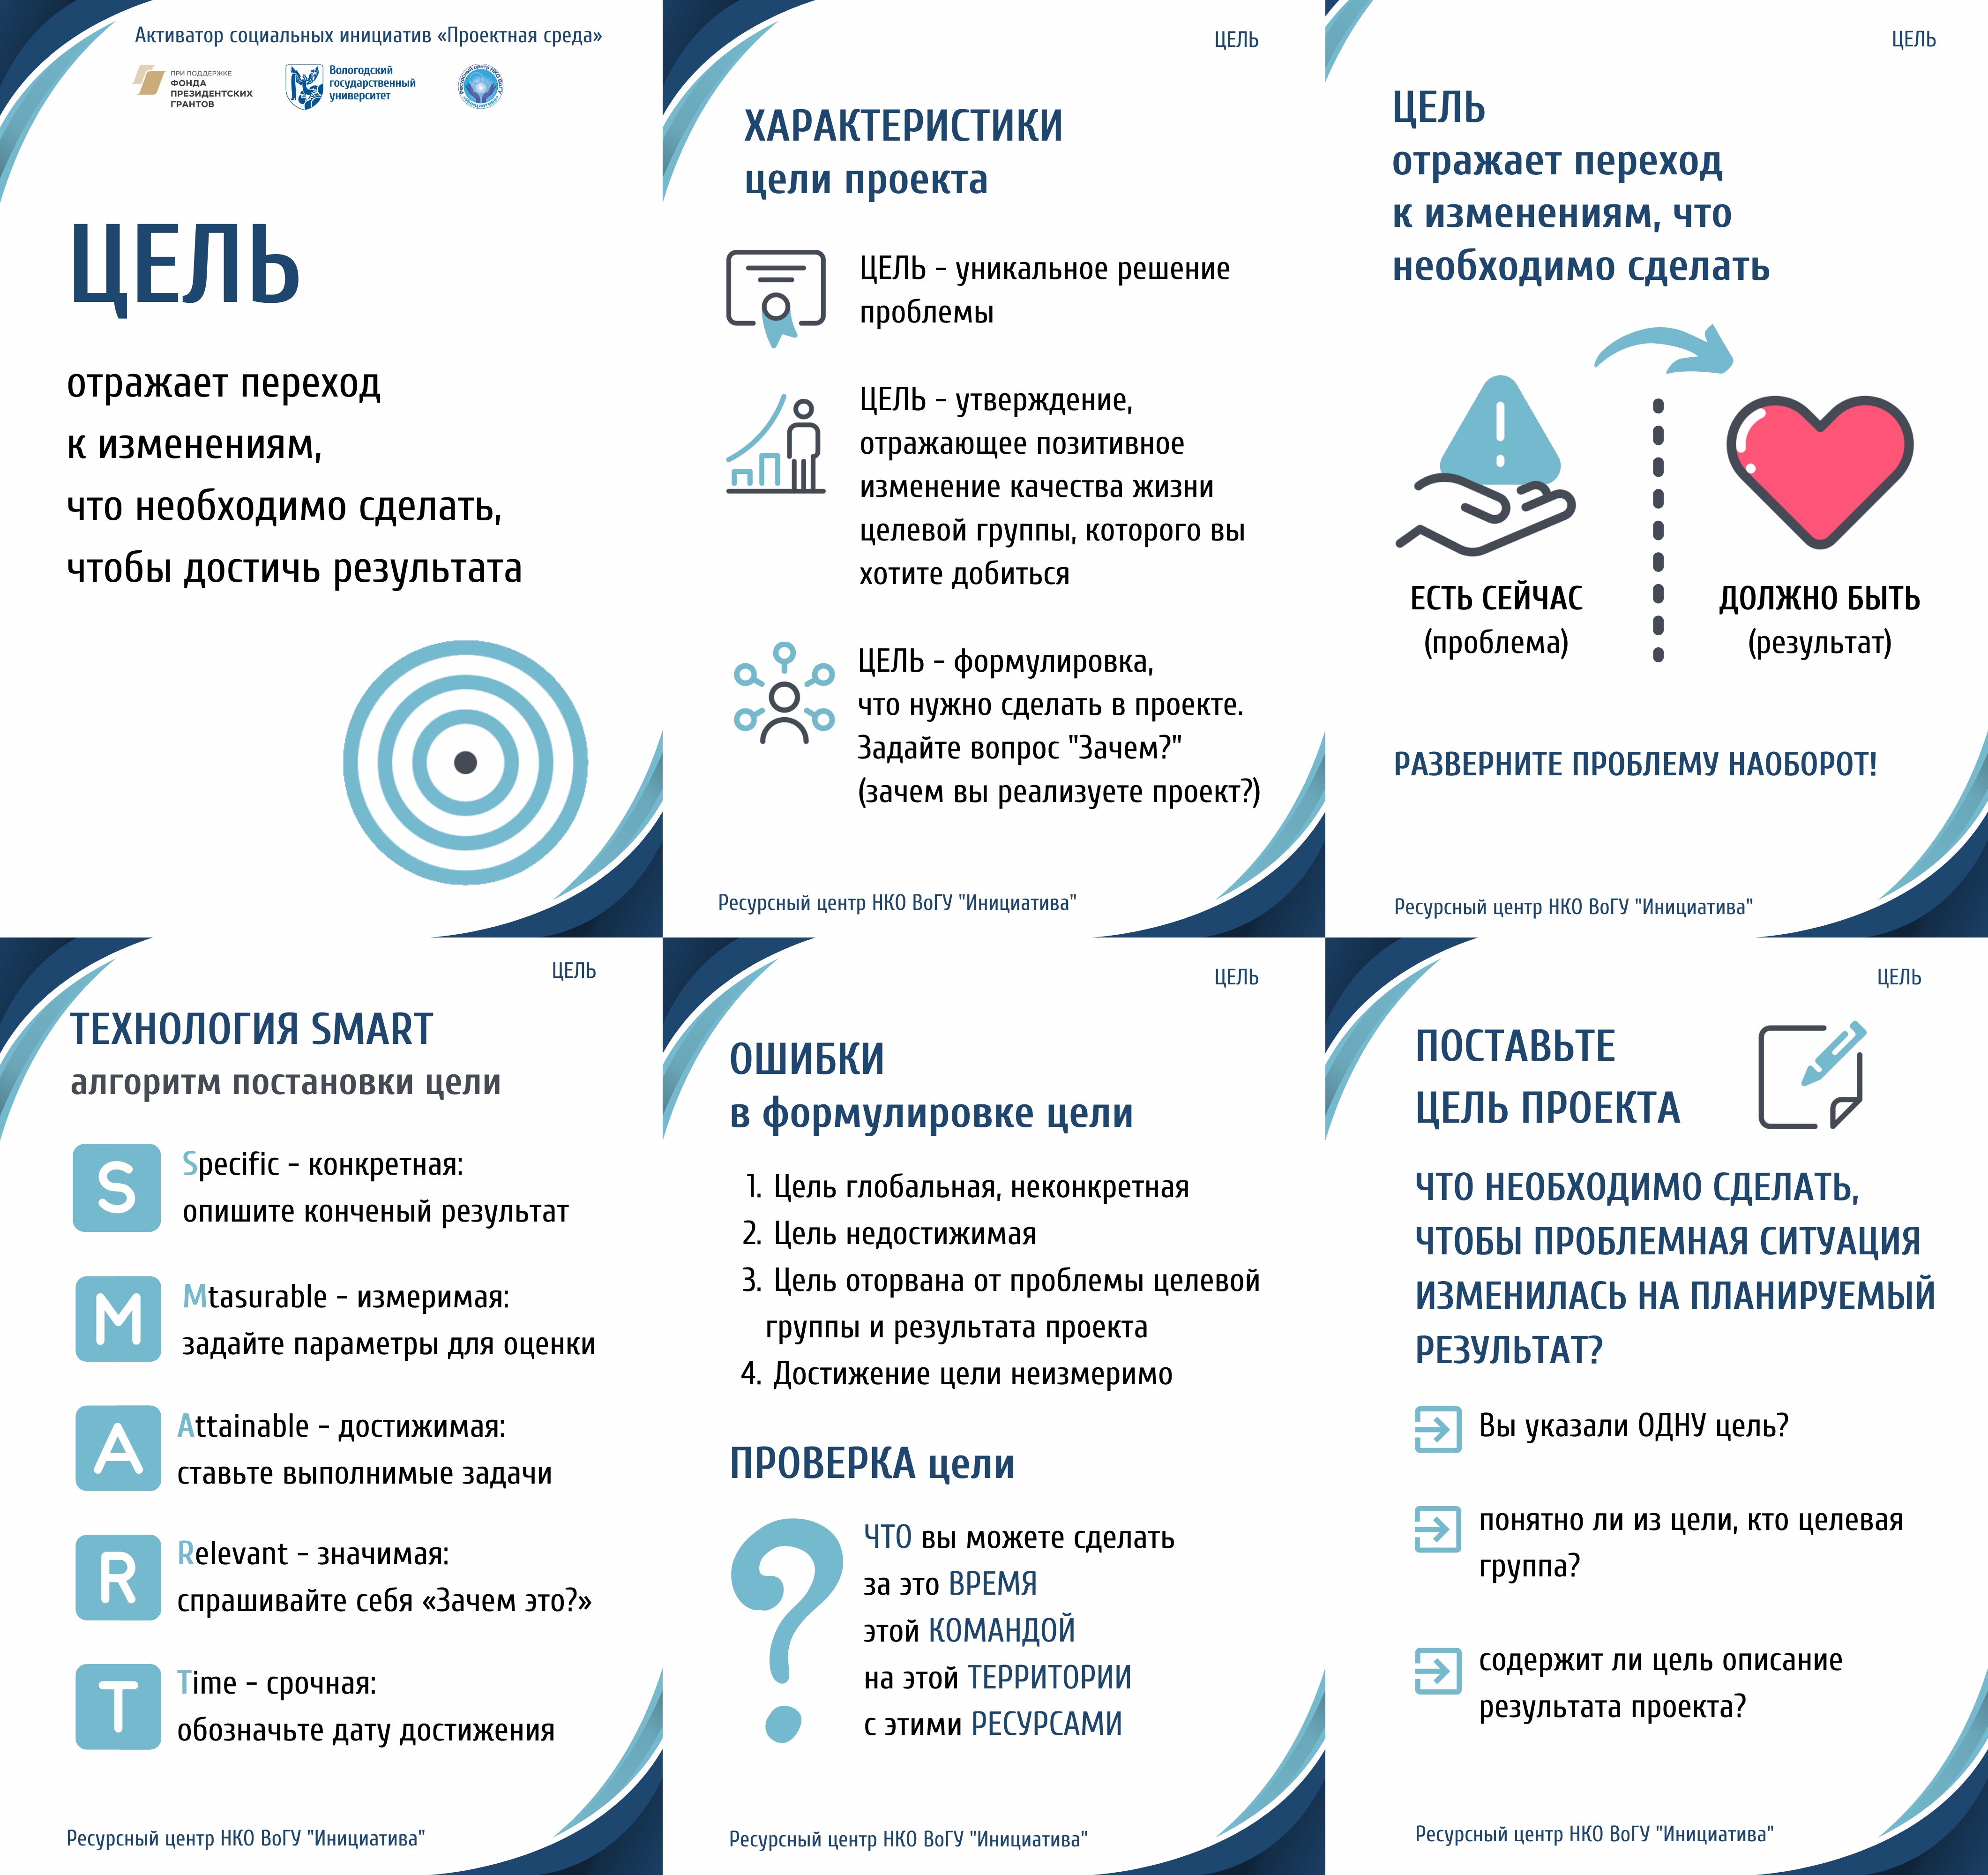 Активатор социальных инициатив «Проектная среда»
ПРИ ПОДДЕРЖКЕ
ФОНДА
ПРЕЗИДЕНТСКИХ
ГРАНТОВ
Вологодский
государственный
университет
ЦЕЛЬ
отражает переход
к изменениям,
что необходимо сделать,
чтобы достичь результата
ЦЕЛЬ
ХАРАКТЕРИСТИКИ
цели проекта
ЦЕЛЬ - уникальное решение
проблемы
ЦЕЛЬ - утверждение,
отражающее позитивное
изменение качества жизни
целевой группы, которого вы
хотите добиться
ЦЕЛЬ - формулировка,
что нужно сделать в проекте.
Задайте вопрос "Зачем?"
(зачем вы реализуете проект?)
Ресурсный центр НКО ВоГУ "Инициатива"
ЦЕЛЬ
ЦЕЛЬ
отражает переход
к изменениям, что
необходимо сделать
ЕСТЬ СЕЙЧАС
(проблема)
ДОЛЖНО БЫТЬ
(результат)
РАЗВЕРНИТЕ ПРОБЛЕМУ НАОБОРОТ!
Ресурсный центр НКО ВоГУ "Инициатива"
ЦЕЛЬ
ТЕХНОЛОГИЯ SMART
алгоритм постановки цели
S
Specific - конкретная:
опишите конченый результат
M
Mtasurable - измеримая:
задайте параметры для оценки
A
Attainable - достижимая:
ставьте выполнимые задачи
R
Relevant - значимая:
спрашивайте себя «Зачем это?»
T
Time - срочная:
обозначьте дату достижения
Ресурсный центр НКО ВоГУ "Инициатива"
ЦЕЛЬ
ОШИБКИ
в формулировке цели
1. Цель глобальная, неконкретная
2. Цель недостижимая
3. Цель оторвана от проблемы целевой
группы и результата проекта
4. Достижение цели неизмеримо
ПРОВЕРКА цели
ЧТО вы можете сделать
за это ВРЕМЯ
этой КОМАНДОЙ
на этой ТЕРРИТОРИИ
с этими РЕСУРСАМИ
Ресурсный центр НКО ВоГУ "Инициатива"
ЦЕЛЬ
ПОСТАВЬТЕ
ЦЕЛЬ ПРОЕКТА
ЧТО НЕОБХОДИМО СДЕЛАТЬ,
ЧТОБЫ ПРОБЛЕМНАЯ СИТУАЦИЯ
ИЗМЕНИЛАСЬ НА ПЛАНИРУЕМЫЙ
РЕЗУЛЬТАТ?
Вы указали ОДНУ цель?
понятно ли из цели, кто целевая
группа?
содержит ли цель описание
результата проекта?
Ресурсный центр НКО ВоГУ "Инициатива"